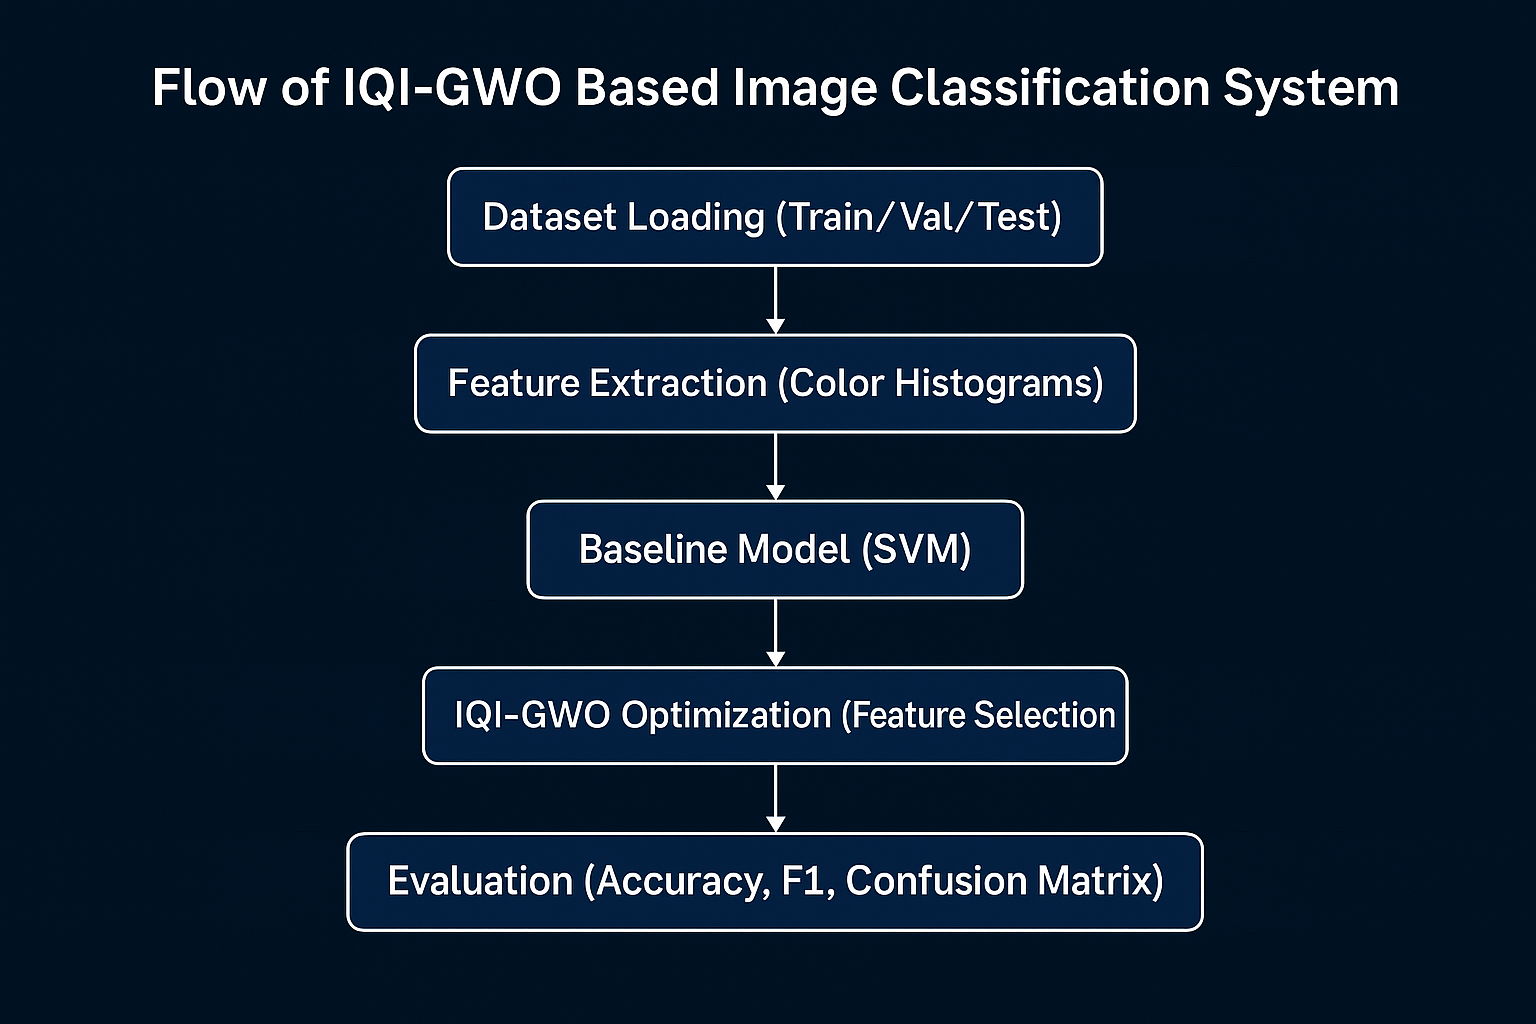 Flow of IQI-GWO Based Image Classification System
Dataset Loading (Train/Val/Test)
Feature Extraction (Color Histograms)
Baseline Model (SVM)
IQI-GWO Optimization (Feature Selection
Evaluation (Accuracy, F1, Confusion Matrix)